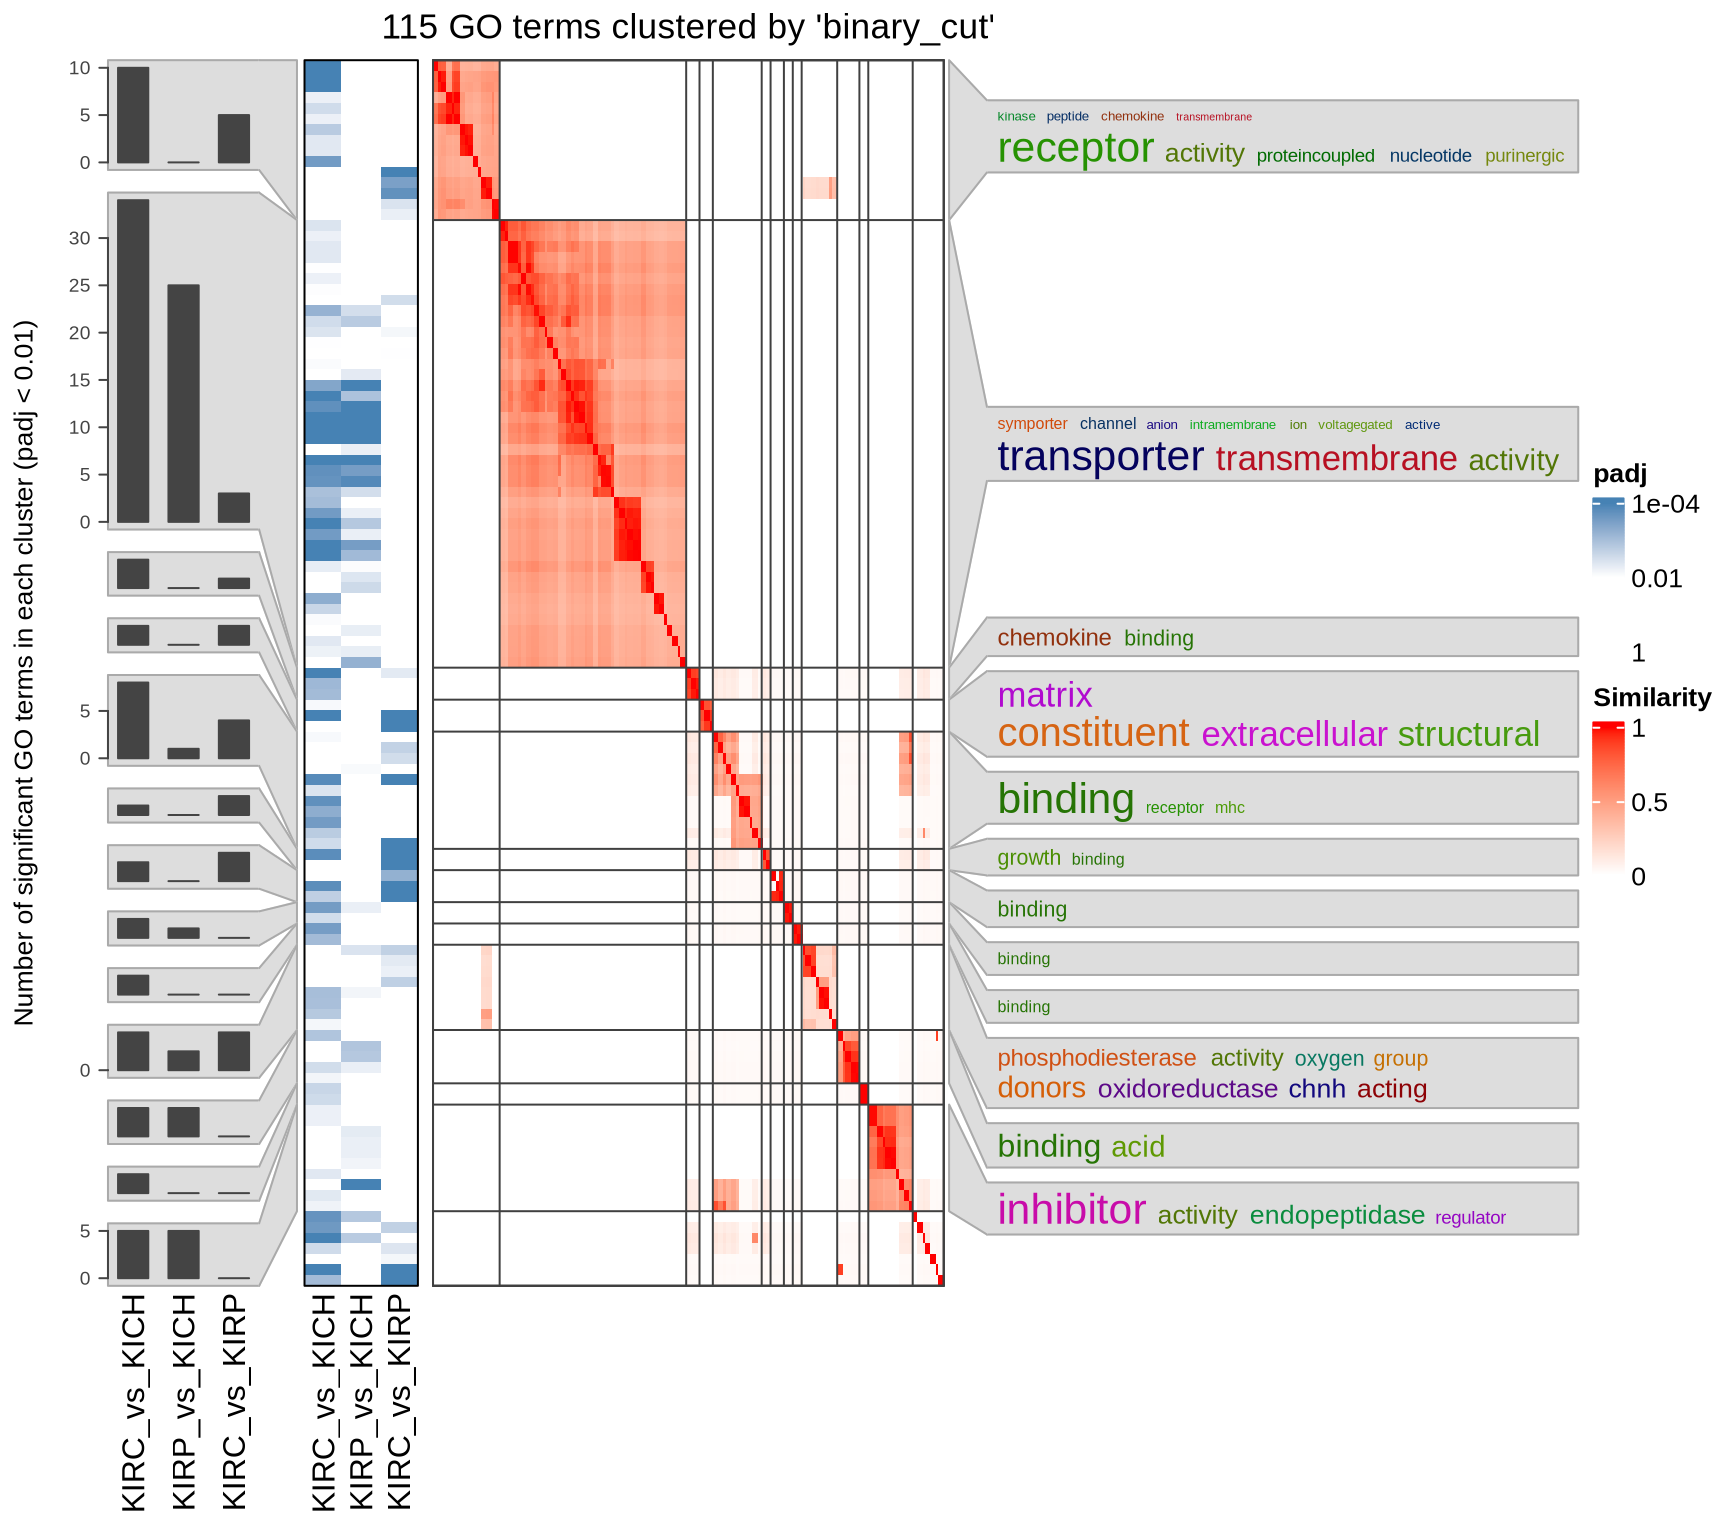 115 GO terms clustered by 'binary_cut'
Number of significant GO terms in each cluster (padj < 0.01)
10
5
0
30
25
20
15
10
5
0
5
0
0
5
0
KIRC_vs_KICH
KIRP_vs_KICH
KIRC_vs_KIRP
KIRC_vs_KICH
KIRP_vs_KICH
KIRC_vs_KIRP
kinase peptide chemokine transmembrane
receptor activity proteincoupled nucleotide purinergic
symporter channel anion intramembrane ion voltagegated active
transporter transmembrane activity
chemokine binding
matrix
constituent extracellular structural
binding receptor mhc
growth binding
binding
binding
binding
phosphodiesterase activity oxygen group
donors oxidoreductase chnh acting
binding acid
inhibitor activity endopeptidase regulator
padj
1e-04
0.01
1
Similarity
1
0.5
0